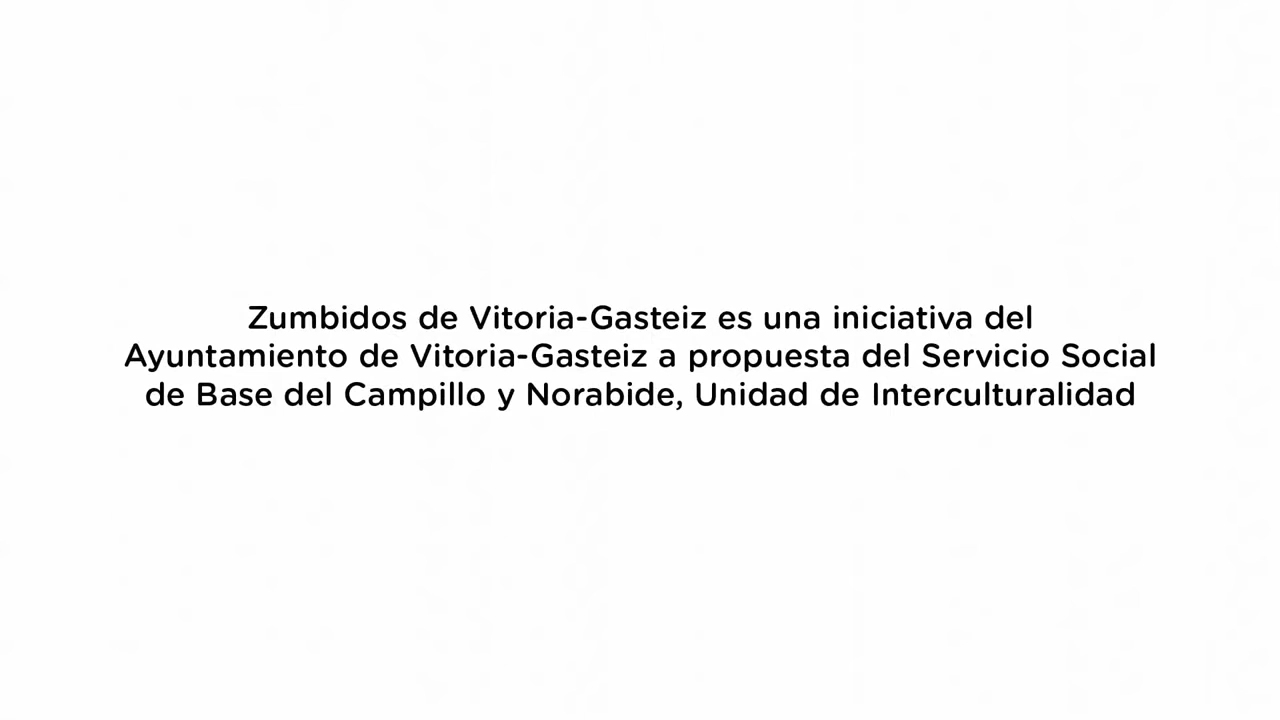 Zumbidos de Vitoria-Gasteiz es una iniciativa del
Ayuntamiento de Vitoria-Gasteiz a propuesta del Servicio Social
de Base del Campillo y Norabide, Unidad de Interculturalidad